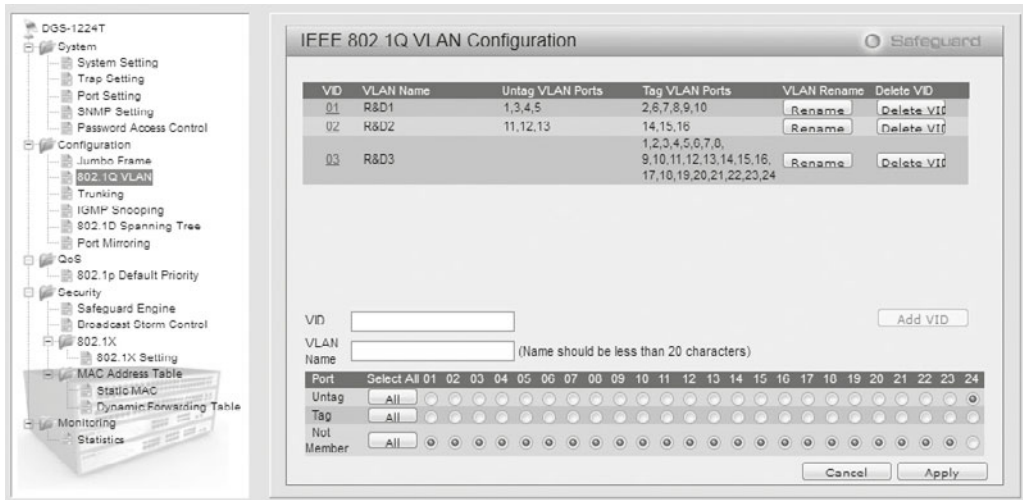 DGS-1224T
System
System Setting
Trap Setting
Port Setting
SNMP Setting
Password Access Control
Configuration
Jumbo Frame
802.1Q VLAN
Trunking
IGMP Snooping
802.1D Spanning Tree
Port Mirroring
QoS
802.1p Default Priority
Security
Safeguard Engine
Broadcast Storm Control
802.1X
802.1X Setting
MAC Address Table
Static MAC
Dynamic Forwarding Table
Monitoring
Statistics
IEEE 802.1Q VLAN Configuration Safeguard
VID VLAN Name Untag VLAN Ports Tag VLAN Ports VLAN Rename Delete VID
01 R&D1 1,3,4,5 2,6,7,8,9,10 Rename Delete VID
02 R&D2 11,12,13 14,15,16 Rename Delete VID
03 R&D3 1,2,3,4,5,6,7,8, 9,10,11,12,13,14,15,16, 17,18,19,20,21,22,23,24 Rename Delete VID
VID Add VID
VLAN Name (Name should be less than 20 characters)
Port Select All 01 02 03 04 05 06 07 08 09 10 11 12 13 14 15 16 17 18 19 20 21 22 23 24
Untag All
Tag All
Not Member All
Cancel Apply